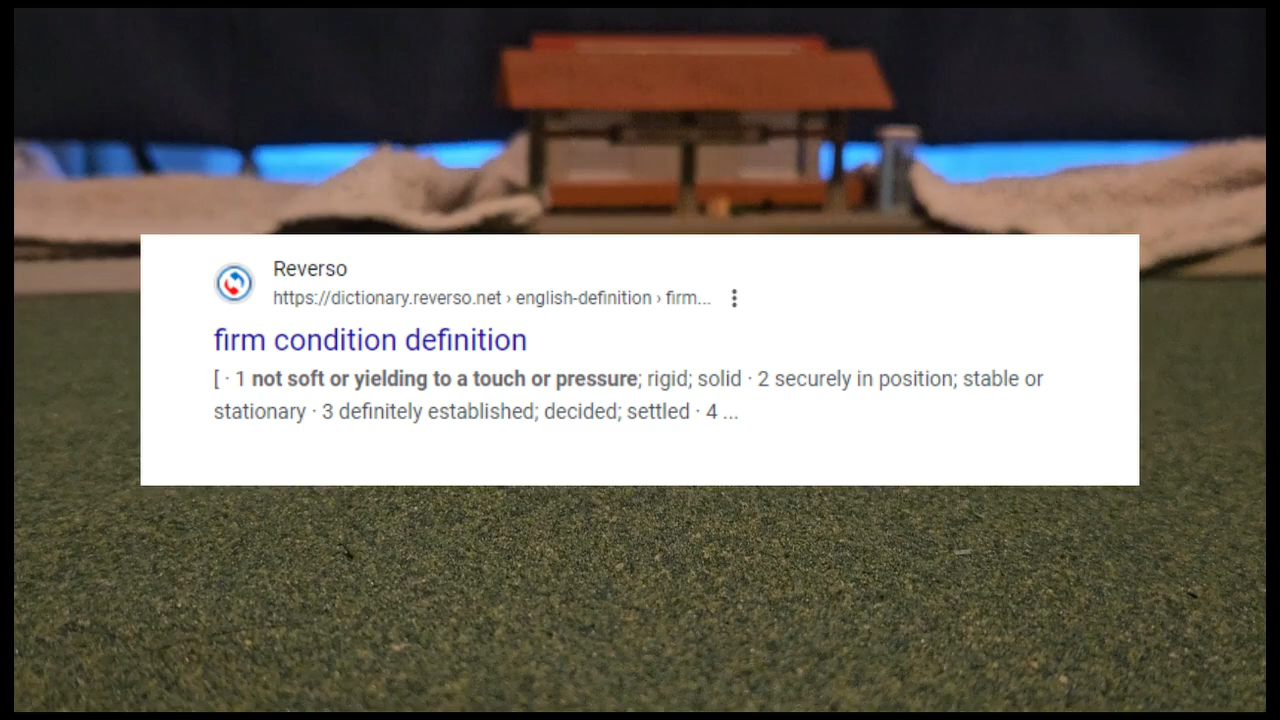 Reverso
https://dictionary.reverso.net › english-definition › firm...
firm condition definition
[ · 1 not soft or yielding to a touch or pressure; rigid; solid · 2 securely in position; stable or
stationary · 3 definitely established; decided; settled · 4 ...